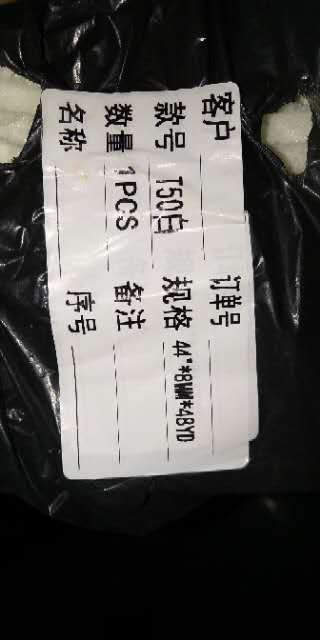 客户 订单号
款号 T50白 规格 44"*8MM*48YD
数量 1PCS 备注
名称 序号